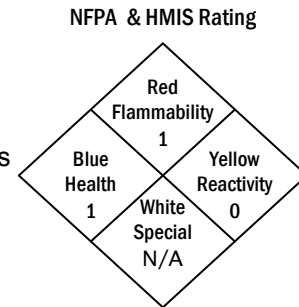 NFPA & HMIS Rating
Red
Flammability
1
S
Blue
Health
1
Yellow
Reactivity
0
White
Special
N/A